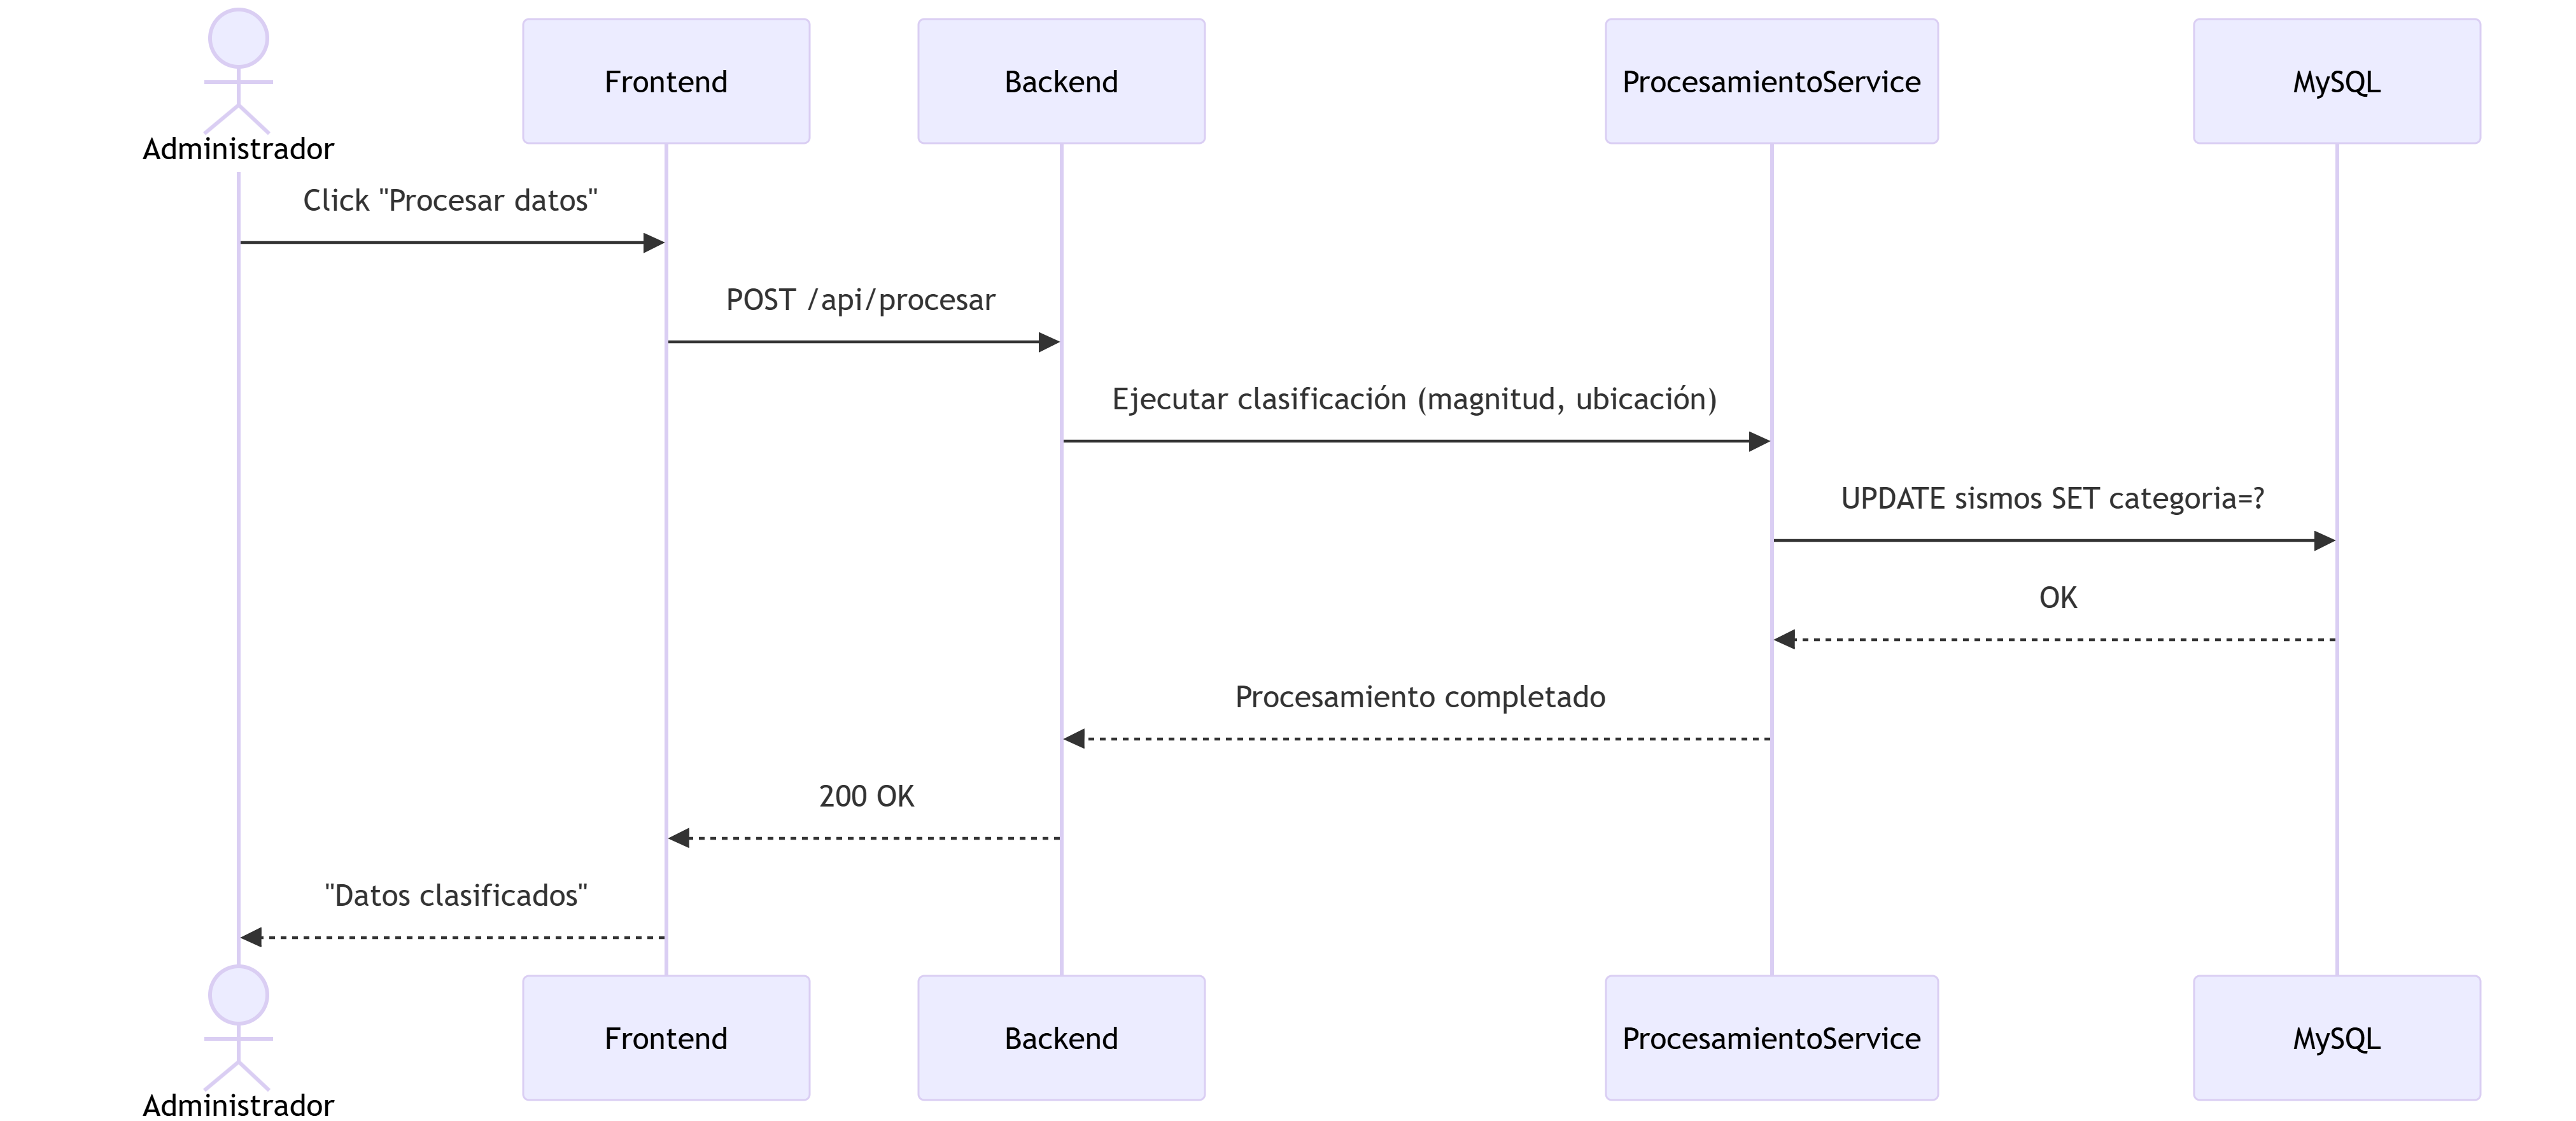 Administrador
Frontend
Backend
ProcesamientoService
MySQL
Click "Procesar datos"
POST /api/procesar
Ejecutar clasificación (magnitud, ubicación)
UPDATE sismos SET categoria=?
OK
Procesamiento completado
200 OK
"Datos clasificados"
Administrador
Frontend
Backend
ProcesamientoService
MySQL